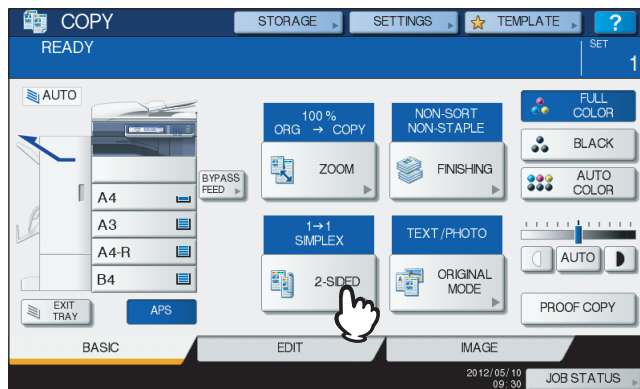 COPY
STORAGE
SETTINGS
TEMPLATE
?
READY
SET
1
AUTO
BYPASS
FEED
A4
A3
A4-R
B4
EXIT
TRAY
APS
100 %
ORG → COPY
ZOOM
NON-SORT
NON-STAPLE
FINISHING
1→1
SIMPLEX
2-SIDED
TEXT/PHOTO
ORIGINAL
MODE
FULL
COLOR
BLACK
AUTO
COLOR
AUTO
PROOF COPY
BASIC
EDIT
IMAGE
2012/05/10
09:30
JOB STATUS